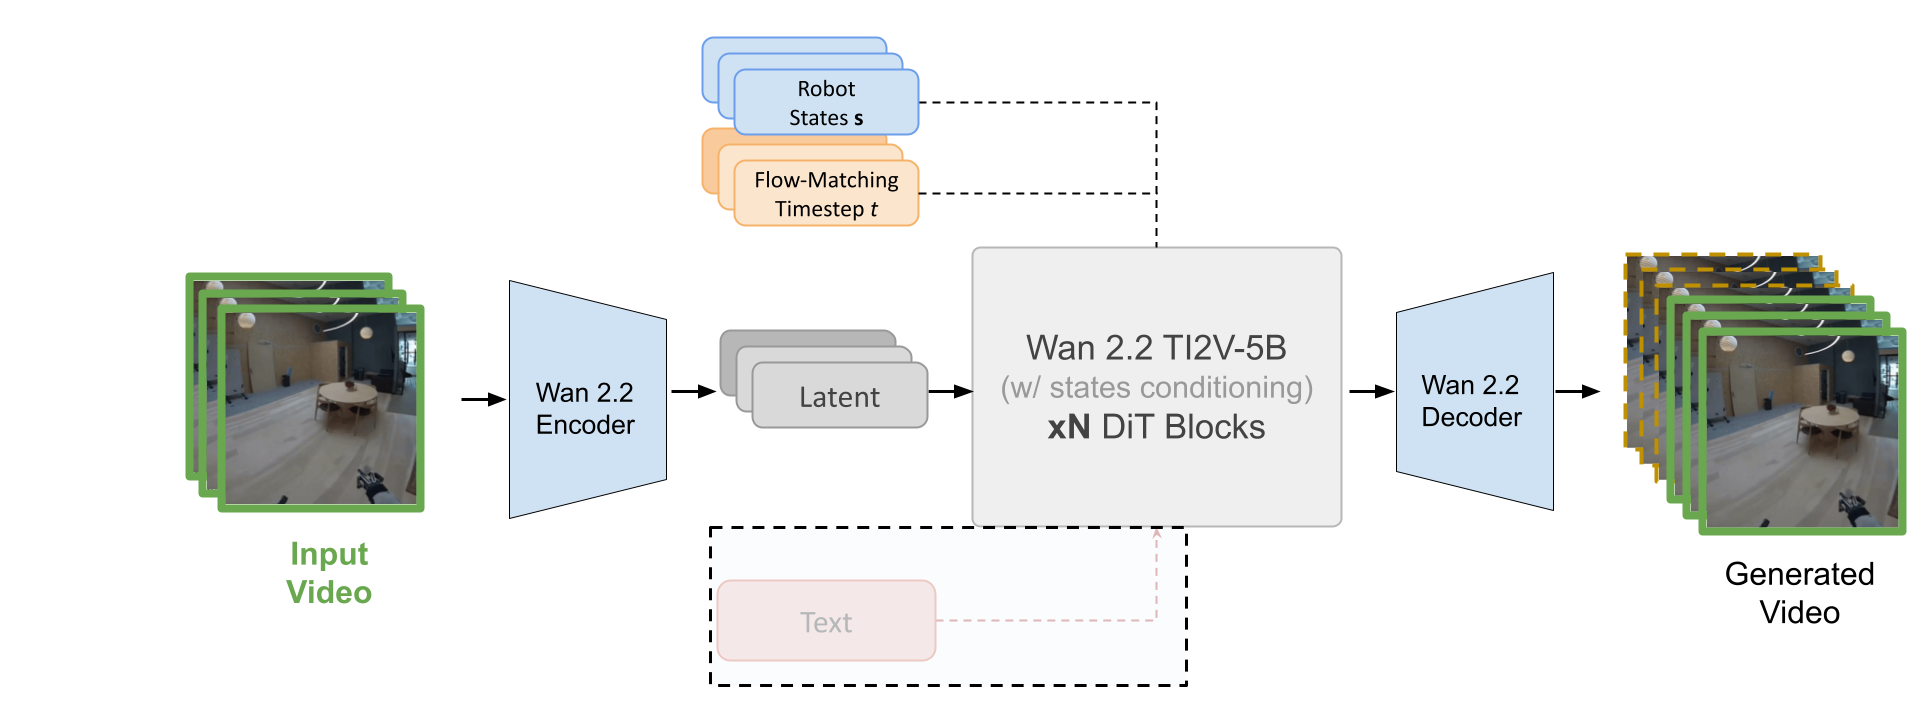 Robot
States s
Flow-Matching
Timestep t
Input
Video
Wan 2.2
Encoder
Latent
Wan 2.2 TI2V-5B
(w/ states conditioning)
xN DiT Blocks
Text
Wan 2.2
Decoder
Generated
Video